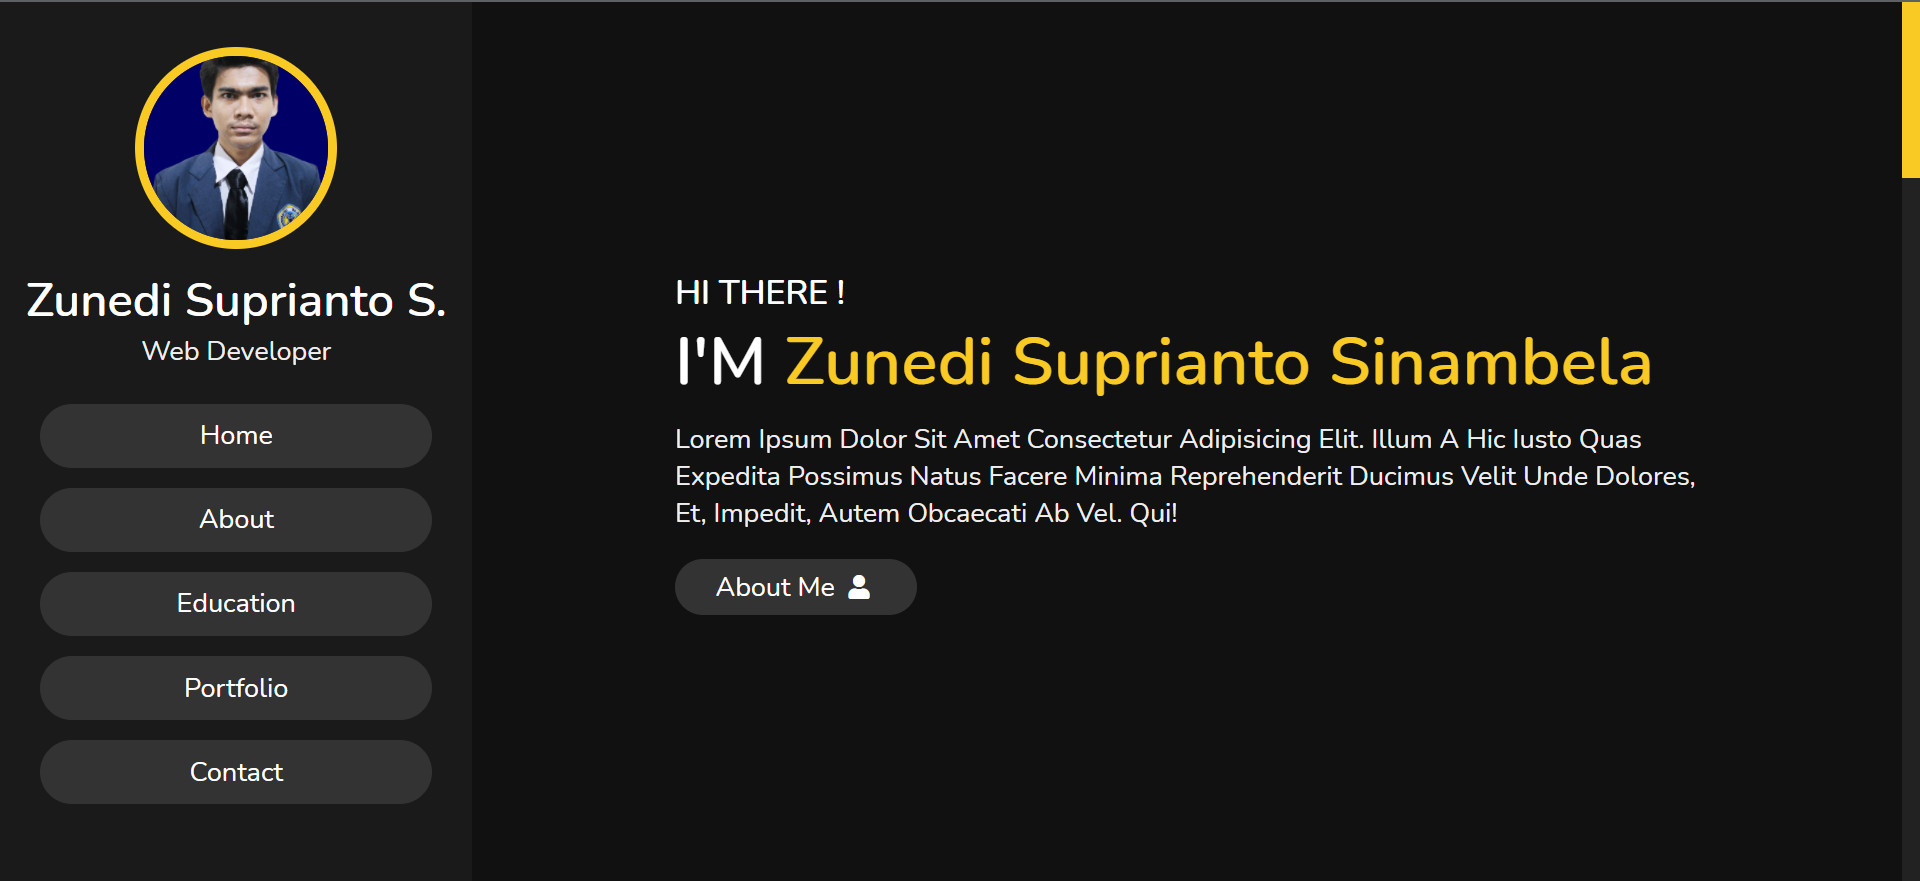 Zunedi Suprianto S.
Web Developer
Home
About
Education
Portfolio
Contact
HI THERE !
I'M Zunedi Suprianto Sinambela
Lorem Ipsum Dolor Sit Amet Consectetur Adipisicing Elit. Illum A Hic Iusto Quas
Expedita Possimus Natus Facere Minima Reprehenderit Ducimus Velit Unde Dolores,
Et, Impedit, Autem Obcaecati Ab Vel. Qui!
About Me